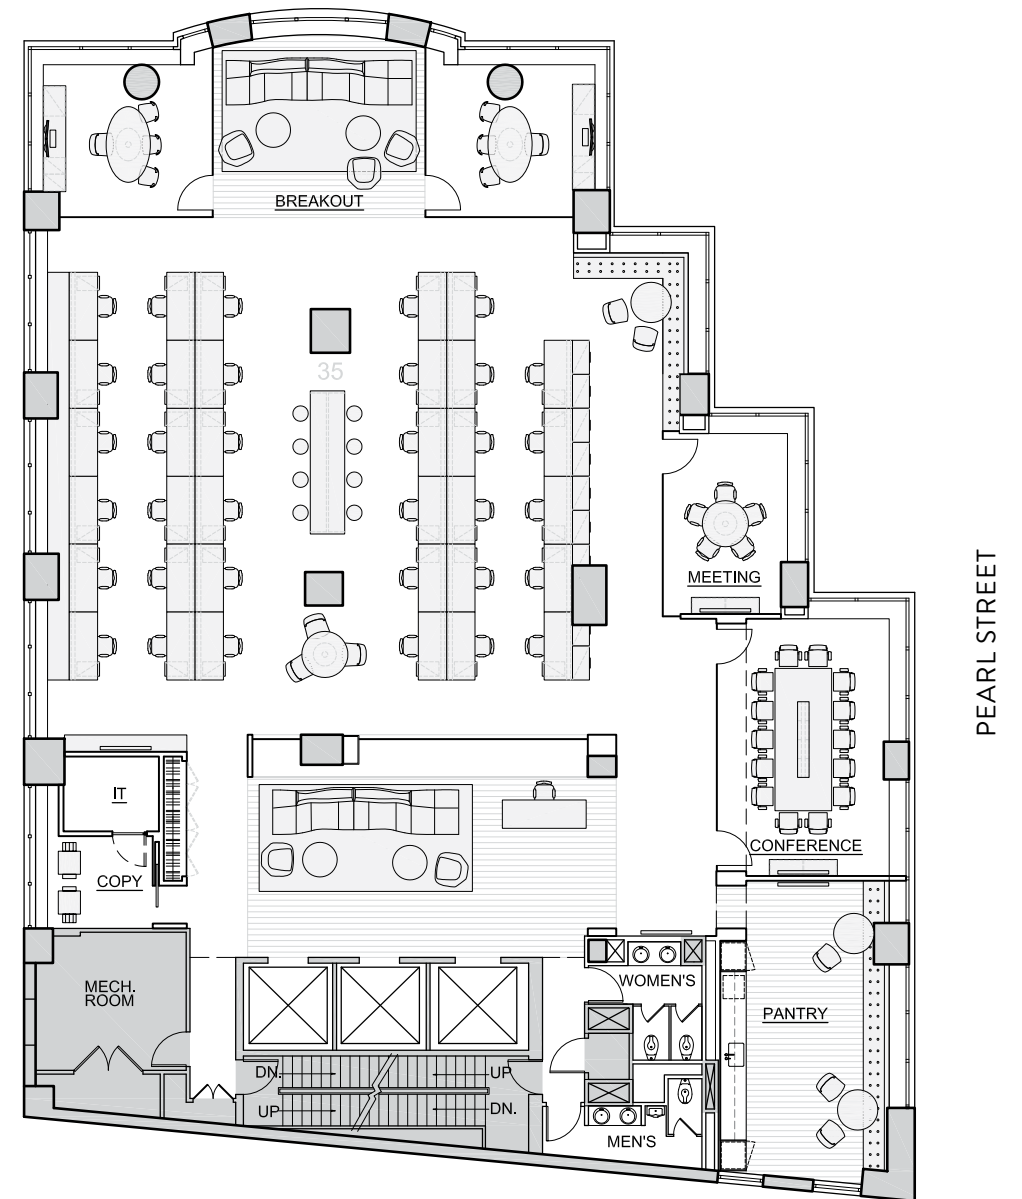 BREAKOUT
35
MEETING
PEARL STREET
IT
CONFERENCE
COPY
MECH.
ROOM
WOMEN'S
PANTRY
DN.
UP
UP
DN.
MEN'S